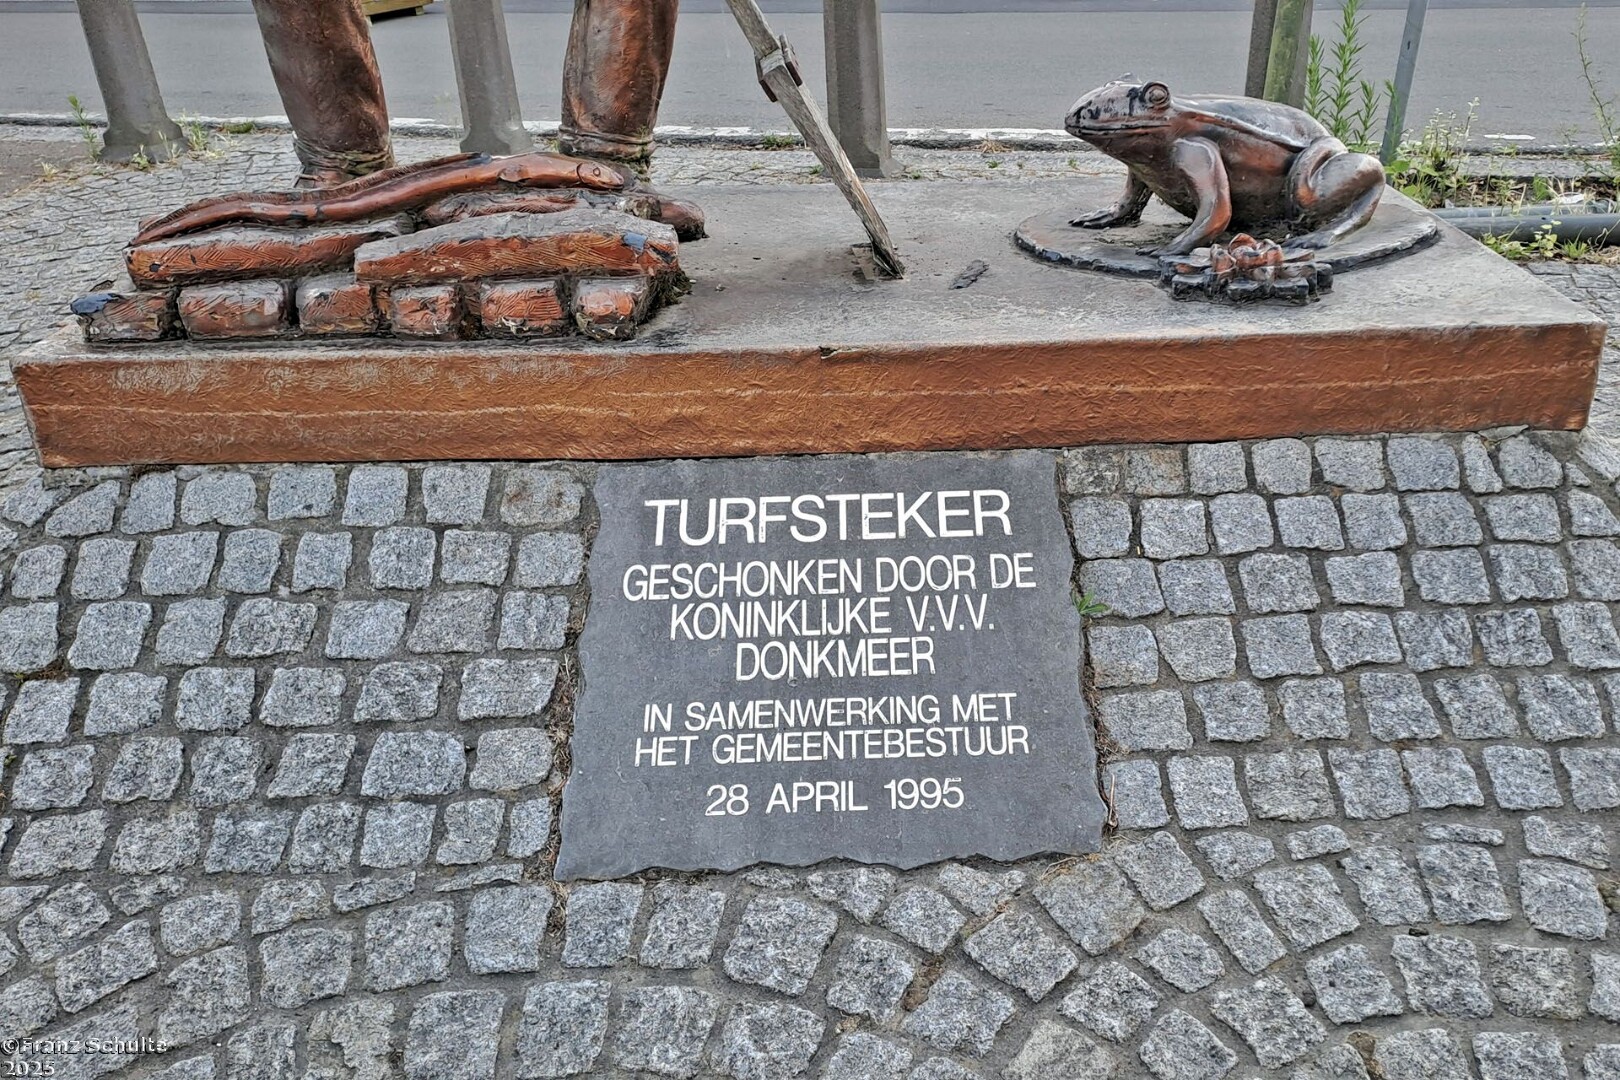 TURFSTEKER
GESCHONKEN DOOR DE
KONINKLIJKE V.V.V.
DONKMEER
IN SAMENWERKING MET
HET GEMEENTEBESTUUR
28 APRIL 1995
©Franz Schulte
2025